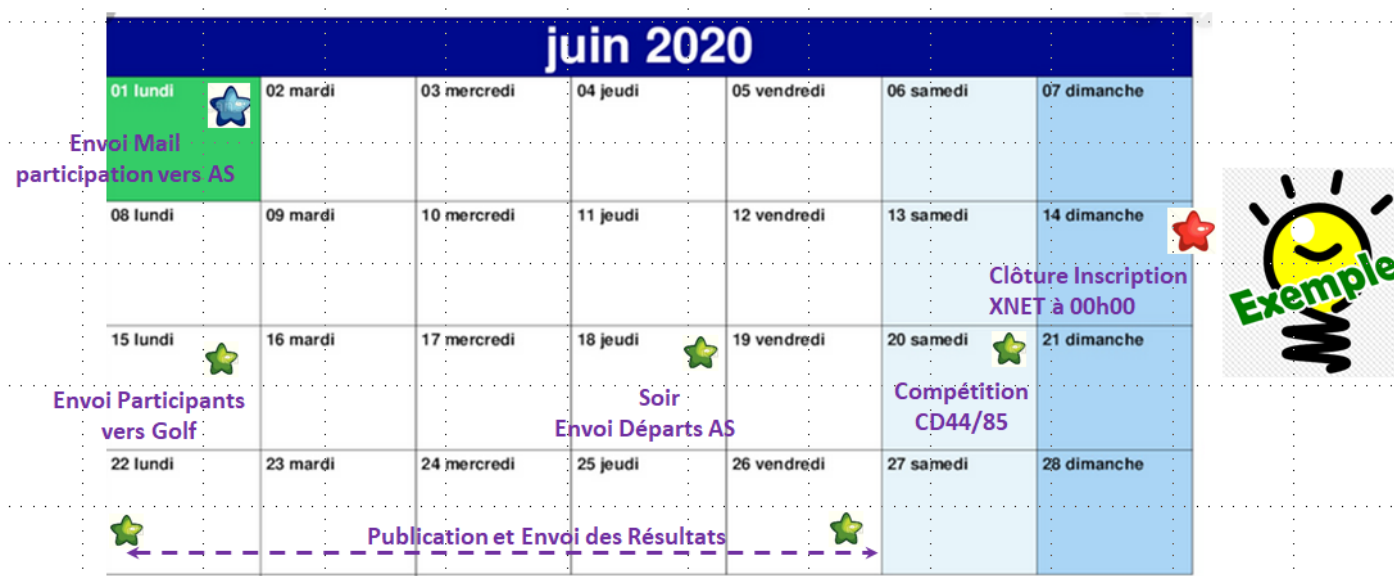 juin 2020
01 lundi 02 mardi 03 mercredi 04 jeudi 05 vendredi 06 samedi 07 dimanche
Envoi Mail
participation vers AS
08 lundi 09 mardi 10 mercredi 11 jeudi 12 vendredi 13 samedi 14 dimanche
Clôture Inscription
XNET à 00h00
Exemple
15 lundi 16 mardi 17 mercredi 18 jeudi 19 vendredi 20 samedi 21 dimanche
Envoi Participants
vers Golf
Soir
Envoi Départs AS
Compétition
CD44/85
22 lundi 23 mardi 24 mercredi 25 jeudi 26 vendredi 27 samedi 28 dimanche
Publication et Envoi des Résultats